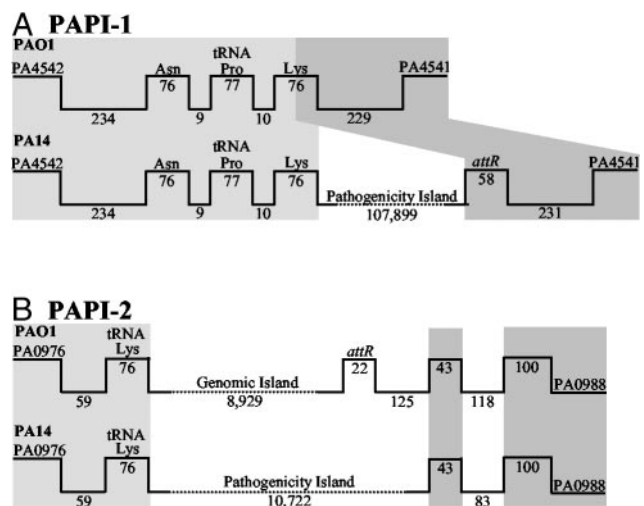 A PAPI-1
PAO1
tRNA
PA4542 Asn Pro Lys PA4541
76 77 76
234 9 10 229
PA14
tRNA
PA4542 Asn Pro Lys attR PA4541
76 77 76 58
Pathogenicity Island
234 9 10 107,899 231
B PAPI-2
PAO1
tRNA
PA0976 Lys attR
76 22 43 100
Genomic Island PA0988
59 8,929 125 118
PA14
tRNA
PA0976 Lys
76 43 100
Pathogenicity Island PA0988
59 10,722 83